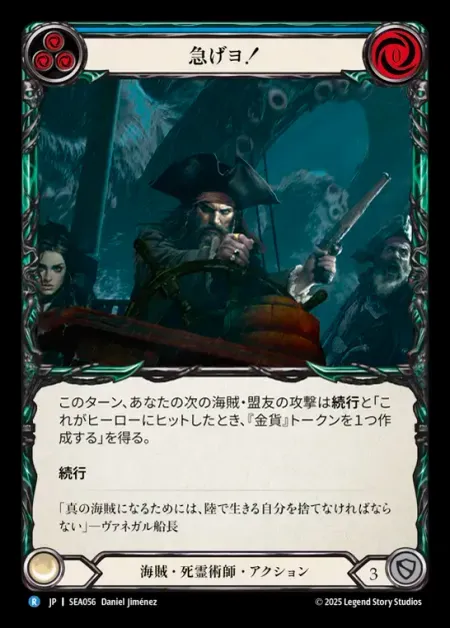 急げヨ!
0
このターン、あなたの次の海賊・盟友の攻撃は続行と「こ
れがヒーローにヒットしたとき、『金貨』トークンを1つ作
成する」を得る。
続行
「真の海賊になるためには、陸で生きる自分を捨てなければなら
ない」—ヴァネガル船長
海賊・死霊術師・アクション
3
R JP SEA056 Daniel Jiménez
© 2025 Legend Story Studios